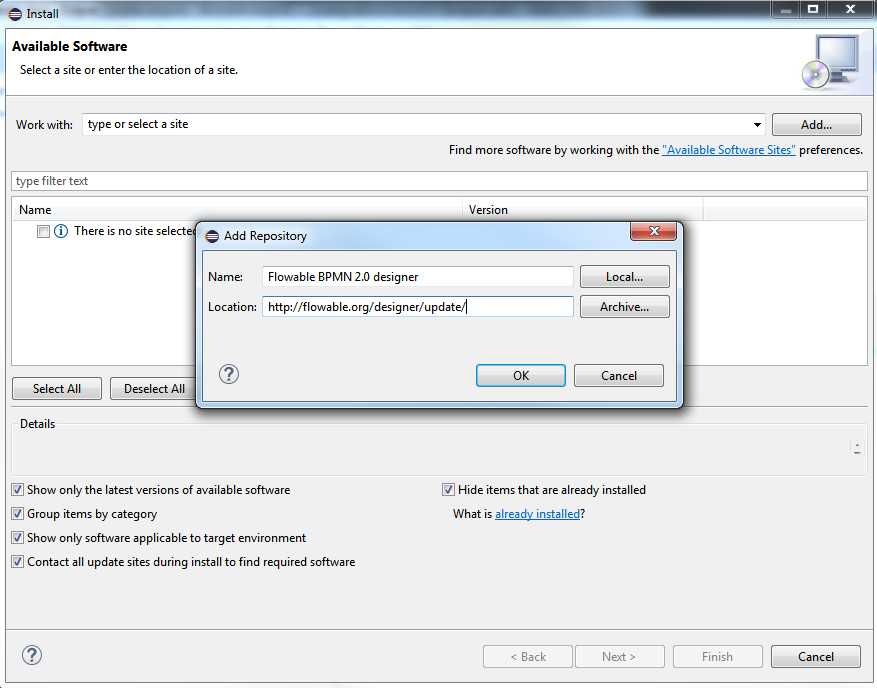 Install
Available Software
Select a site or enter the location of a site.
Work with: type or select a site Add...
Find more software by working with the "Available Software Sites" preferences.
type filter text
Name Version
There is no site selected
Add Repository
Name: Flowable BPMN 2.0 designer Local...
Location: http://flowable.org/designer/update/ Archive...
?
OK Cancel
Select All Deselect All
Details
Show only the latest versions of available software Hide items that are already installed
Group items by category What is already installed?
Show only software applicable to target environment
Contact all update sites during install to find required software
? < Back Next > Finish Cancel